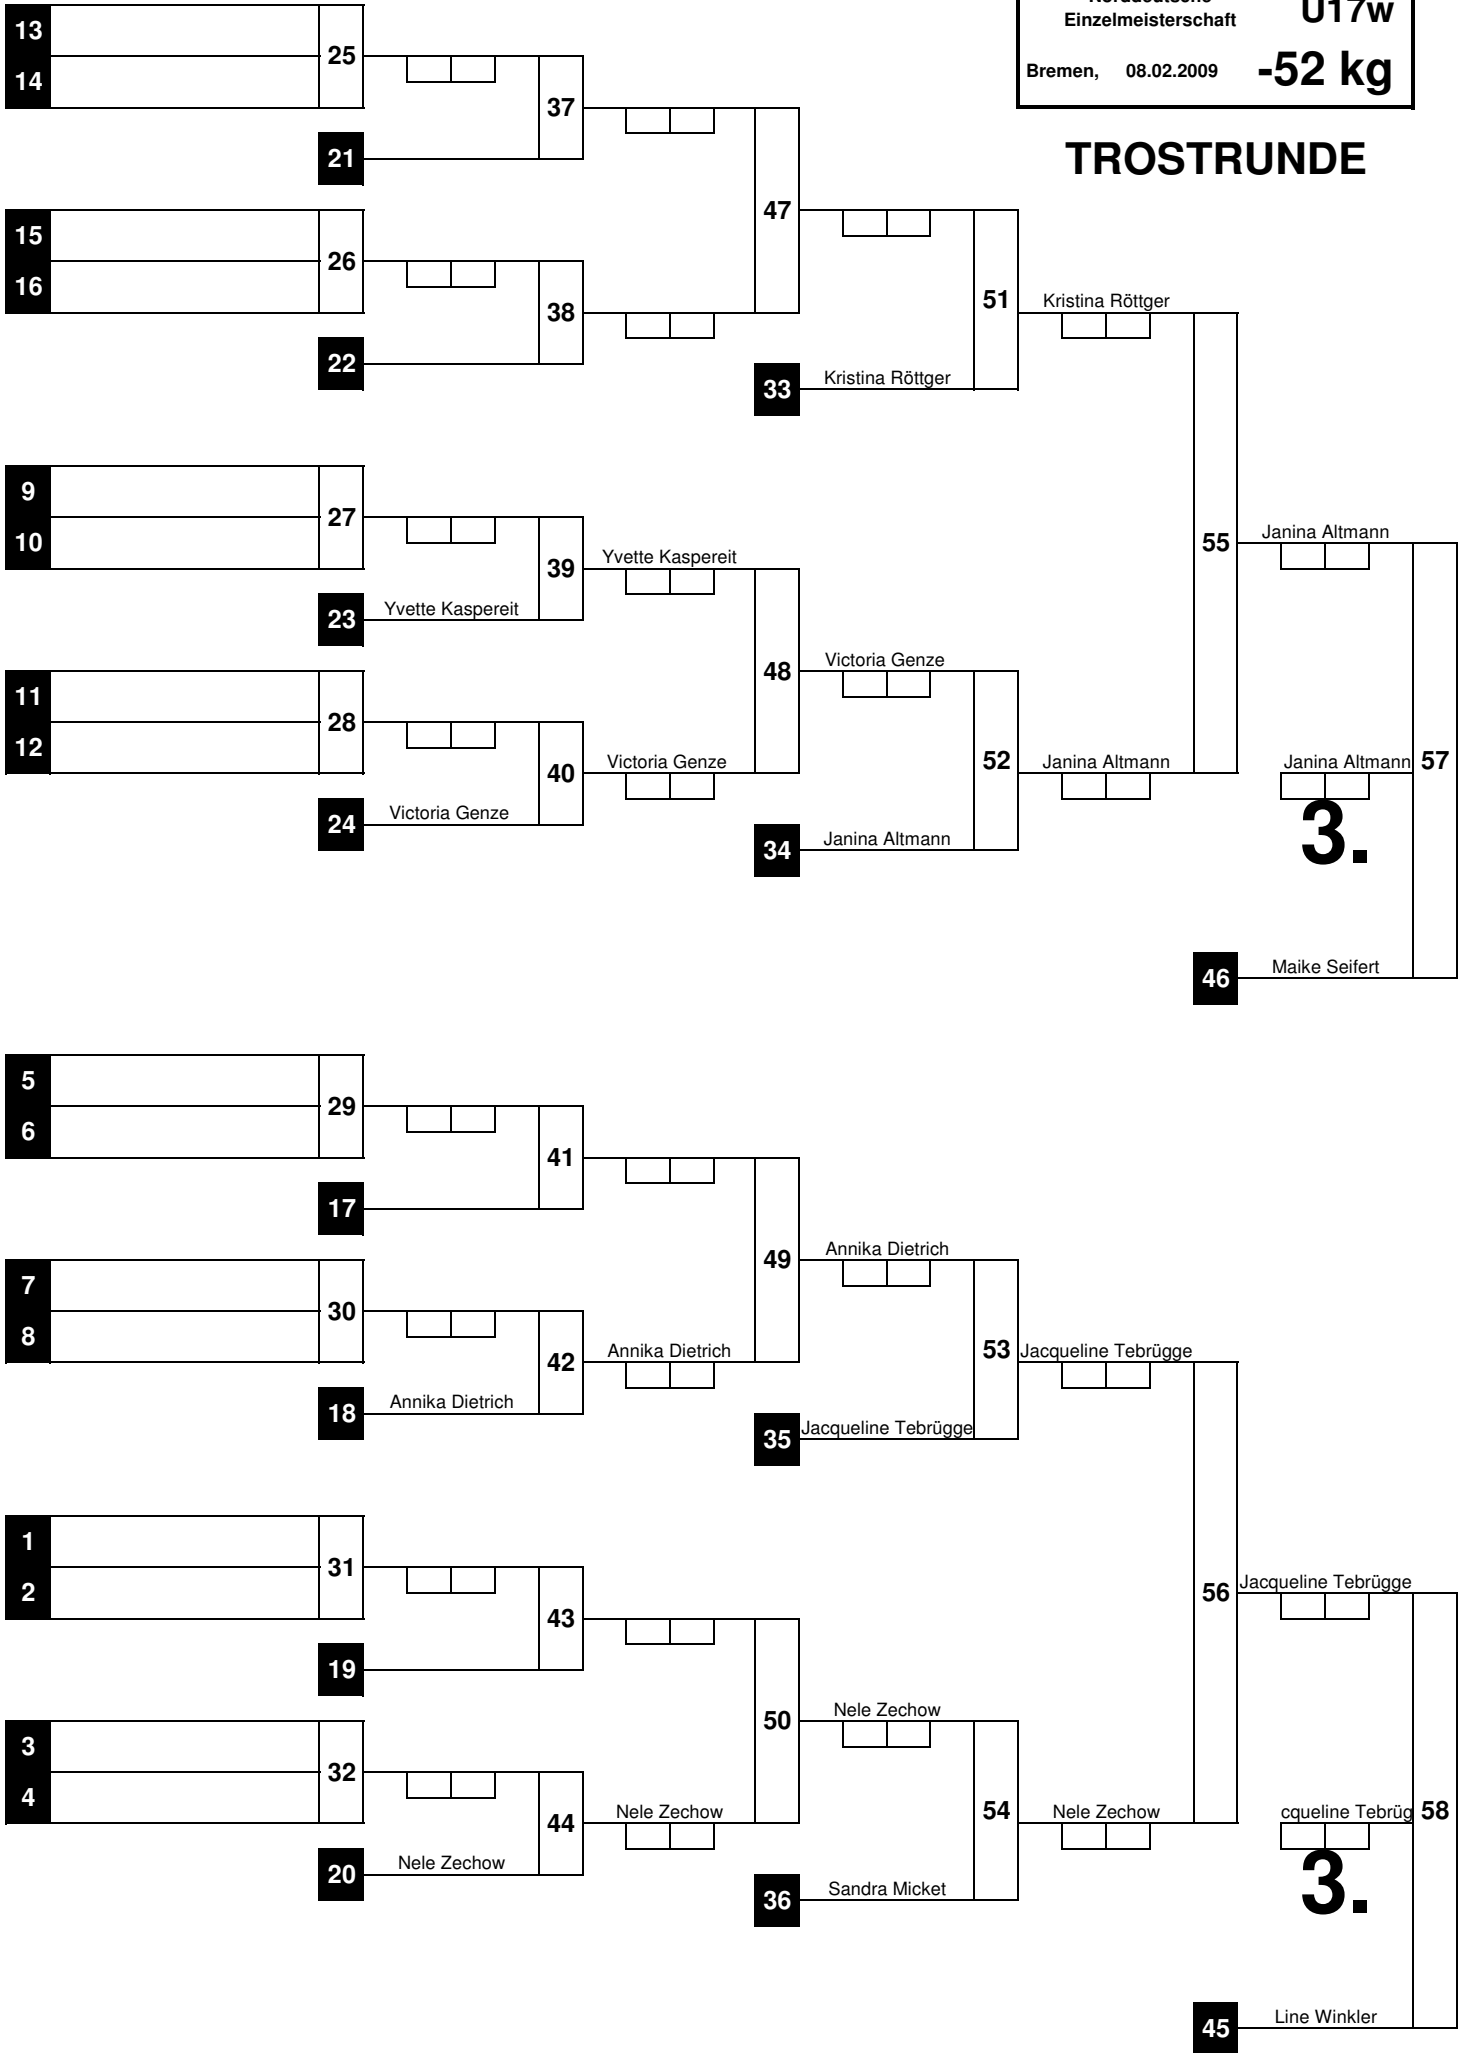 Norddeutsche
Einzelmeisterschaft
U17w
Bremen, 08.02.2009 -52 kg
TROSTRUNDE
13
14
25
37
21
47
15
16
26
38
22
51
Kristina Röttger
33
Kristina Röttger
9
10
27
39
Yvette Kaspereit
23
Yvette Kaspereit
48
Victoria Genze
11
12
28
40
Victoria Genze
24
Victoria Genze
52
Janina Altmann
34
Janina Altmann
55
Janina Altmann
Janina Altmann
57
3.
46
Maike Seifert
5
6
29
41
17
49
Annika Dietrich
7
8
30
42
Annika Dietrich
18
Annika Dietrich
53
Jacqueline Tebrügge
35
Jacqueline Tebrügge
1
2
31
43
19
56
Jacqueline Tebrügge
50
Nele Zechow
3
4
32
44
Nele Zechow
20
Nele Zechow
54
Nele Zechow
36
Sandra Micket
cqueline Tebrüg
58
3.
45
Line Winkler